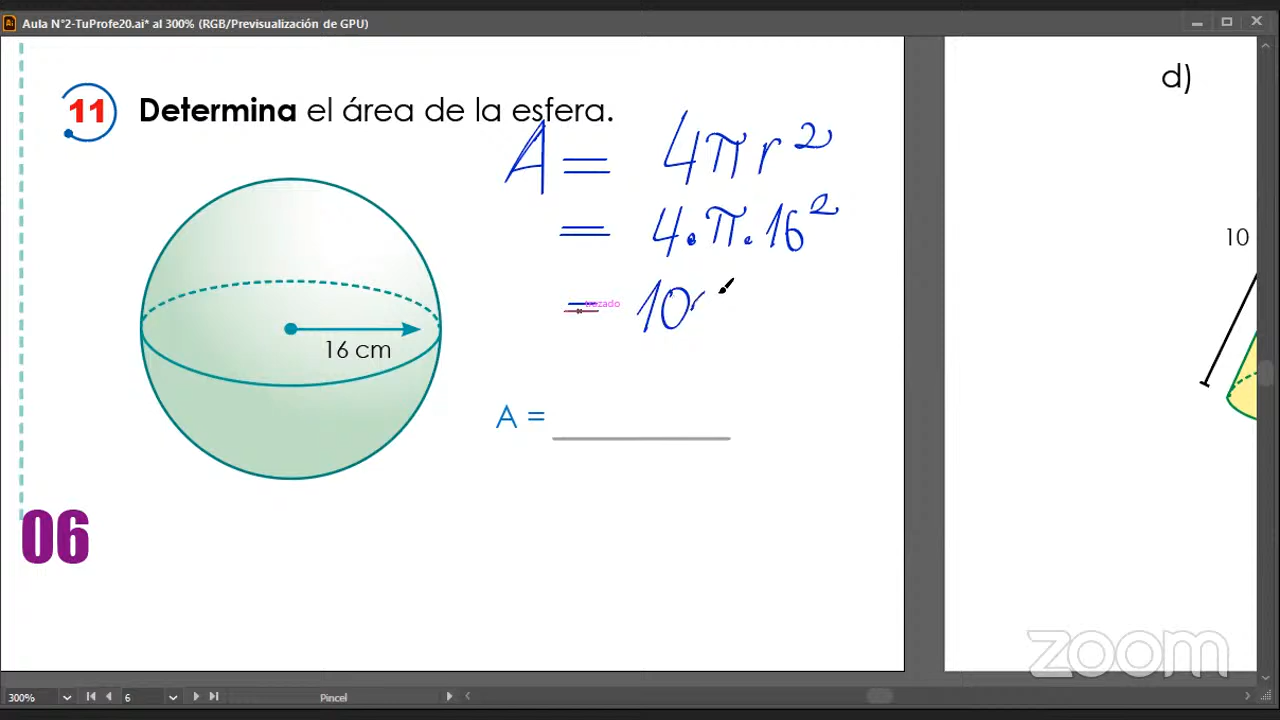 Aula N°2-TuProfe20.ai* al 300% (RGB/Previsualización de GPU)
11 Determina el área de la esfera.
A = 4πr²
= 4.π.16²
= 10
trazado
16 cm
A =
06
d)
10
zoom
300%
6
Pincel